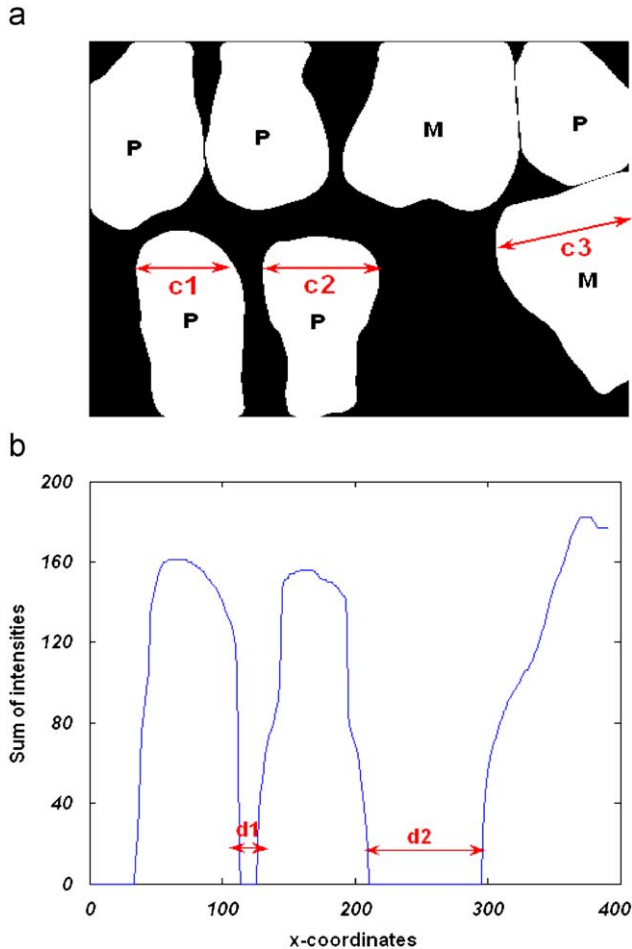 a
P P M P
c1 c2 c3
P P M
b
200
160
120
80
40
0
Sum of intensities
d1 d2
0 100 200 300 400
x-coordinates